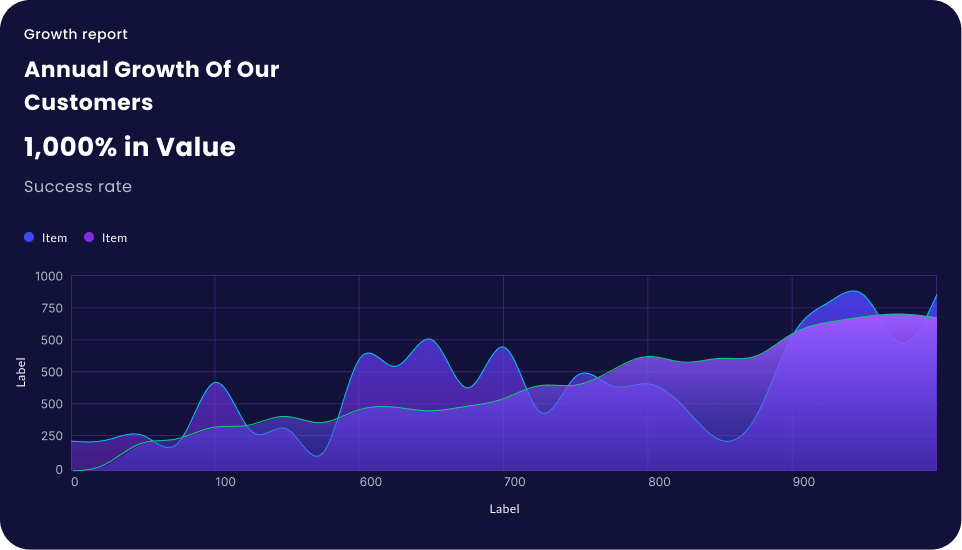 Growth report
Annual Growth Of Our
Customers
1,000% in Value
Success rate
Item
Item
1000
750
500
500
500
250
0
Label
0
100
600
700
800
900
Label